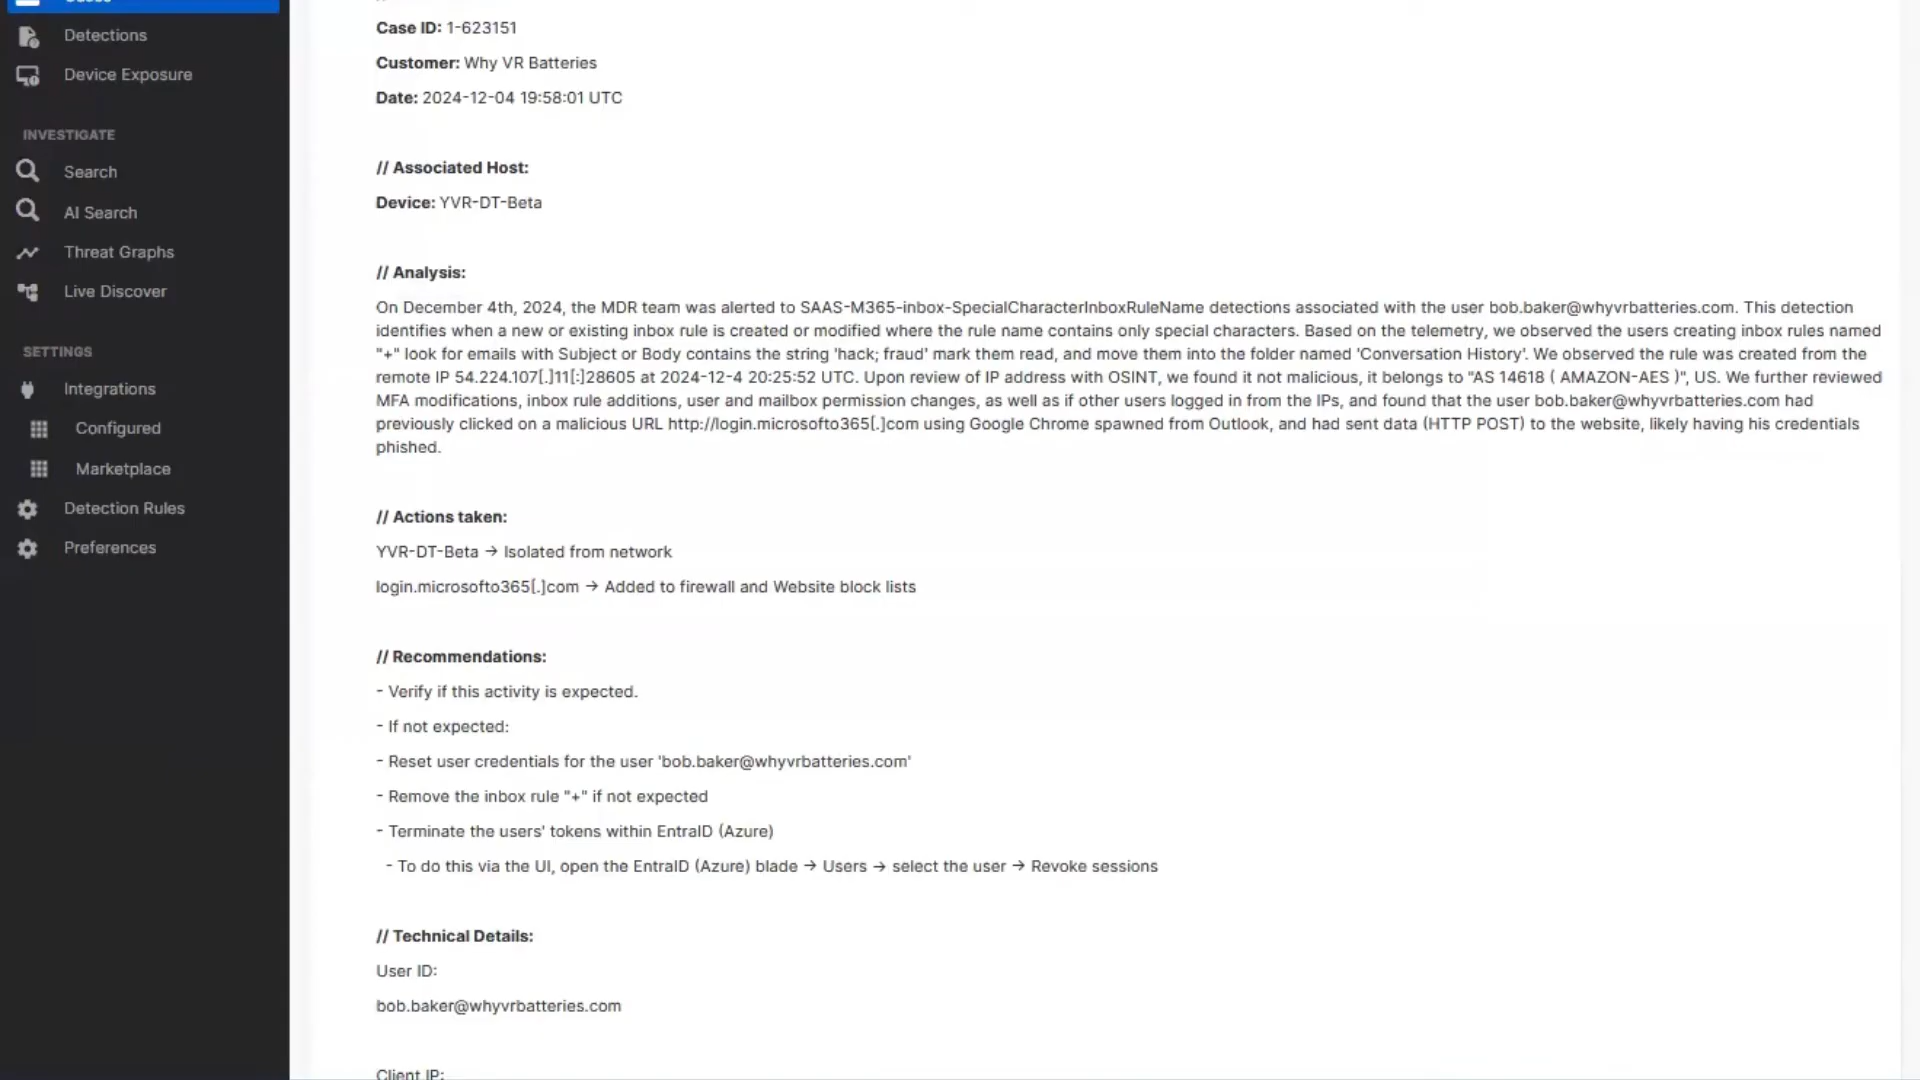 Detections
Device Exposure
INVESTIGATE
Search
AI Search
Threat Graphs
Live Discover
SETTINGS
Integrations
Configured
Marketplace
Detection Rules
Preferences
Case ID: 1-623151
Customer: Why VR Batteries
Date: 2024-12-04 19:58:01 UTC
// Associated Host:
Device: YVR-DT-Beta
// Analysis:
On December 4th, 2024, the MDR team was alerted to SAAS-M365-inbox-SpecialCharacterInboxRuleName detections associated with the user bob.baker@whyvrbatteries.com. This detection
identifies when a new or existing inbox rule is created or modified where the rule name contains only special characters. Based on the telemetry, we observed the users creating inbox rules named
"+" look for emails with Subject or Body contains the string 'hack; fraud' mark them read, and move them into the folder named 'Conversation History'. We observed the rule was created from the
remote IP 54.224.107[.]11[:]28605 at 2024-12-4 20:25:52 UTC. Upon review of IP address with OSINT, we found it not malicious, it belongs to "AS 14618 ( AMAZON-AES )", US. We further reviewed
MFA modifications, inbox rule additions, user and mailbox permission changes, as well as if other users logged in from the IPs, and found that the user bob.baker@whyvrbatteries.com had
previously clicked on a malicious URL http://login.microsofto365[.]com using Google Chrome spawned from Outlook, and had sent data (HTTP POST) to the website, likely having his credentials
phished.
// Actions taken:
YVR-DT-Beta → Isolated from network
login.microsofto365[.]com → Added to firewall and Website block lists
// Recommendations:
- Verify if this activity is expected.
- If not expected:
- Reset user credentials for the user 'bob.baker@whyvrbatteries.com'
- Remove the inbox rule "+" if not expected
- Terminate the users' tokens within EntraID (Azure)
- To do this via the UI, open the EntraID (Azure) blade → Users → select the user → Revoke sessions
// Technical Details:
User ID:
bob.baker@whyvrbatteries.com
Client IP: